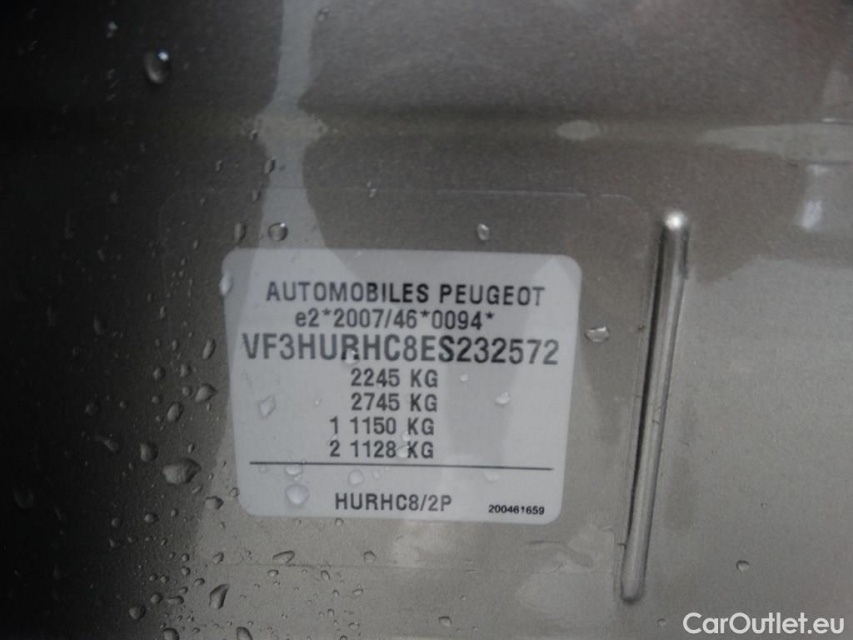 AUTOMOBILES PEUGEOT
e2*2007/46*0094*
VF3HURHC8ES232572
2245 KG
2745 KG
1 1150 KG
2 1128 KG
HURHC8/2P 200461659
CarOutlet.eu